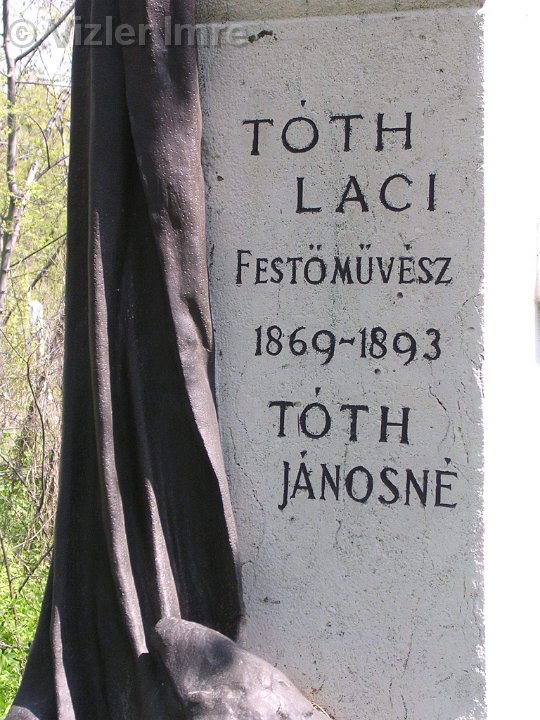 © Vizler Imre
TÓTH
LACI
FESTŐMŰVÉSZ
1869-1893
TÓTH
JÁNOSNÉ